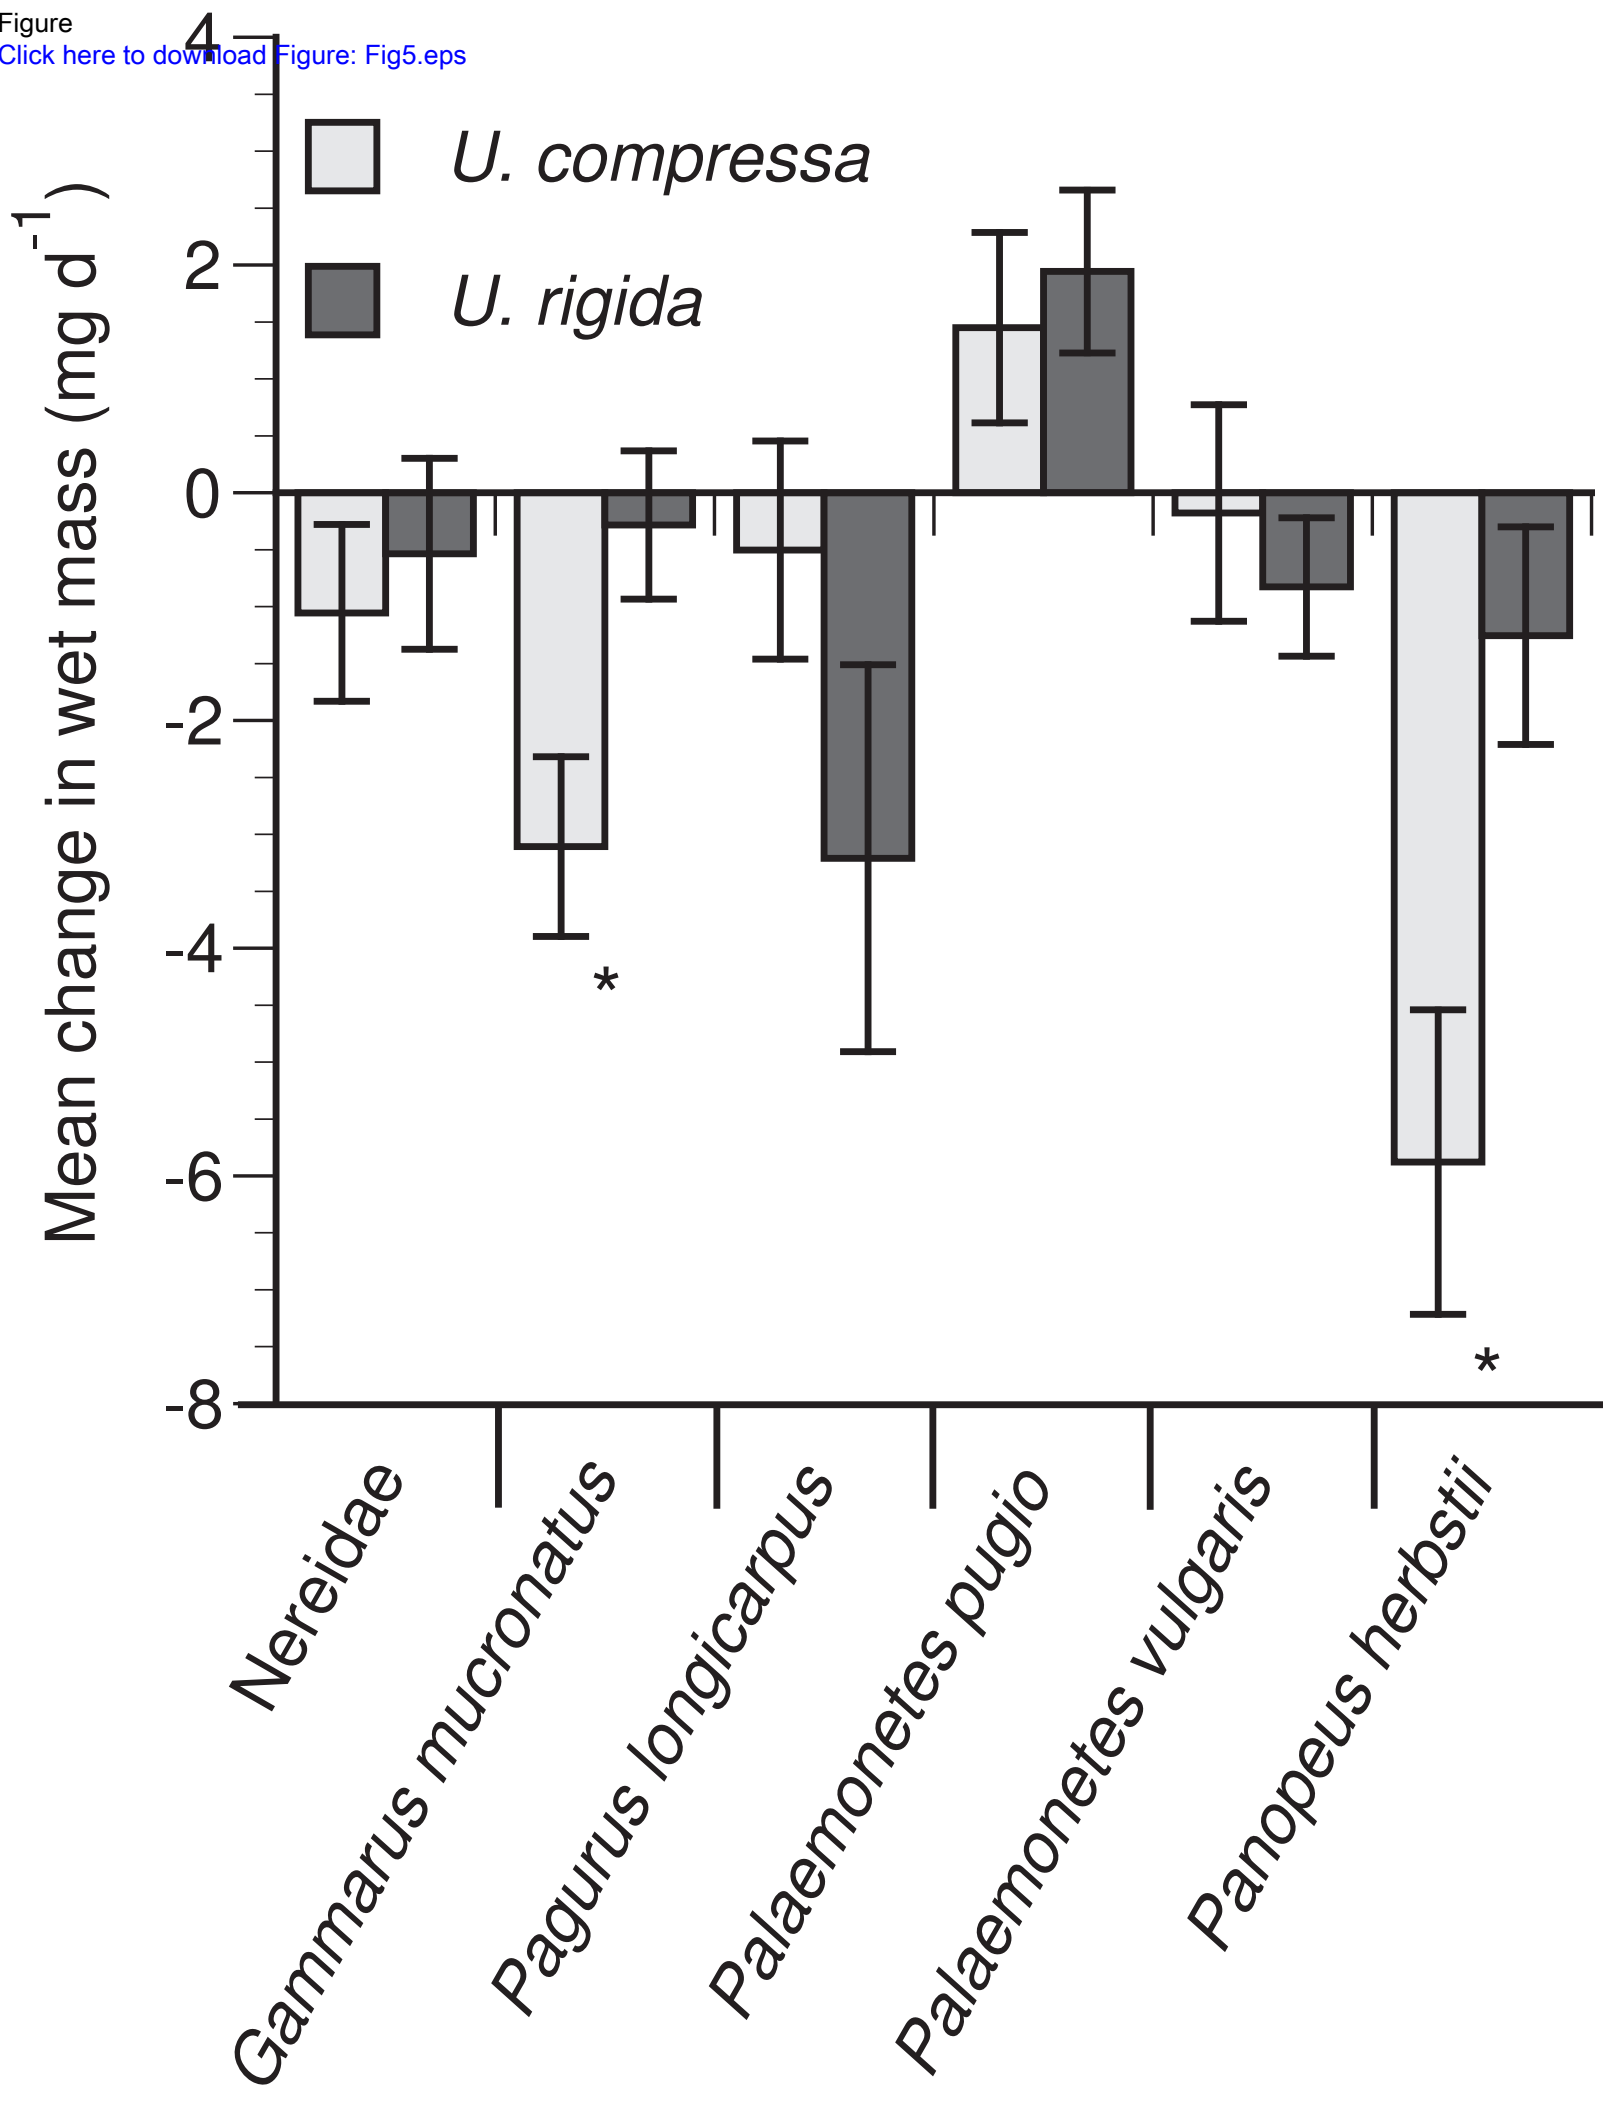 Figure
Click here to download Figure: Fig5.eps
Mean change in wet mass (mg d-1)
4
2
0
-2
-4
-6
-8
U. compressa
U. rigida
*
*
Nereidae
Gammarus mucronatus
Pagurus longicarpus
Palaemonetes pugio
Palaemonetes vulgaris
Panopeus herbstii